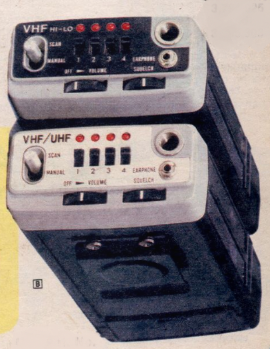 VHF HI-LO
SCAN
MANUAL
1 2 3 4
EARPHONE
OFF VOLUME
SQUELCH
VHF/UHF
SCAN
MANUAL
1 2 3 4
EARPHONE
OFF VOLUME
SQUELCH
B